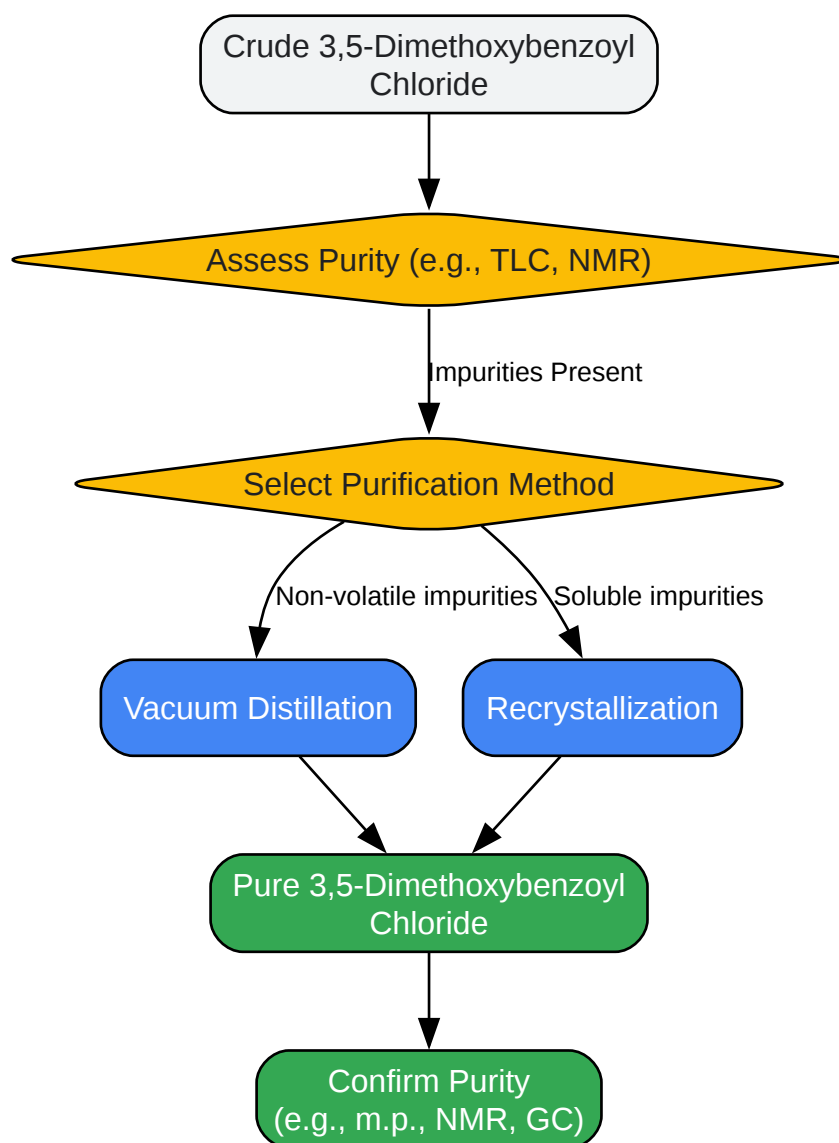 Crude 3,5-Dimethoxybenzoyl
Chloride
Assess Purity (e.g., TLC, NMR)
Impurities Present
Select Purification Method
Non-volatile impurities
Soluble impurities
Vacuum Distillation
Recrystallization
Pure 3,5-Dimethoxybenzoyl
Chloride
Confirm Purity
(e.g., m.p., NMR, GC)